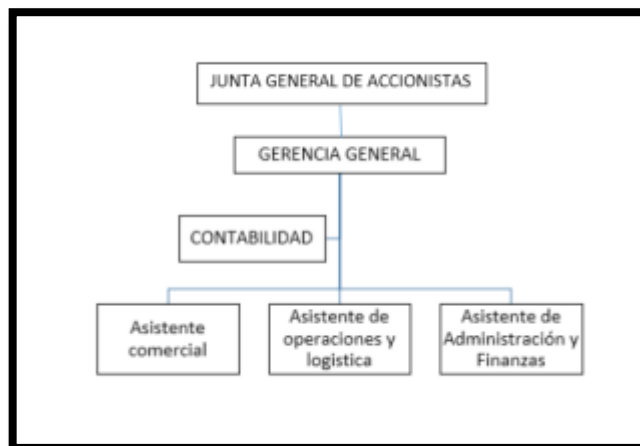 JUNTA GENERAL DE ACCIONISTAS
GERENCIA GENERAL
CONTABILIDAD
Asistente
comercial
Asistente de
operaciones y
logistica
Asistente de
Administración y
Finanzas